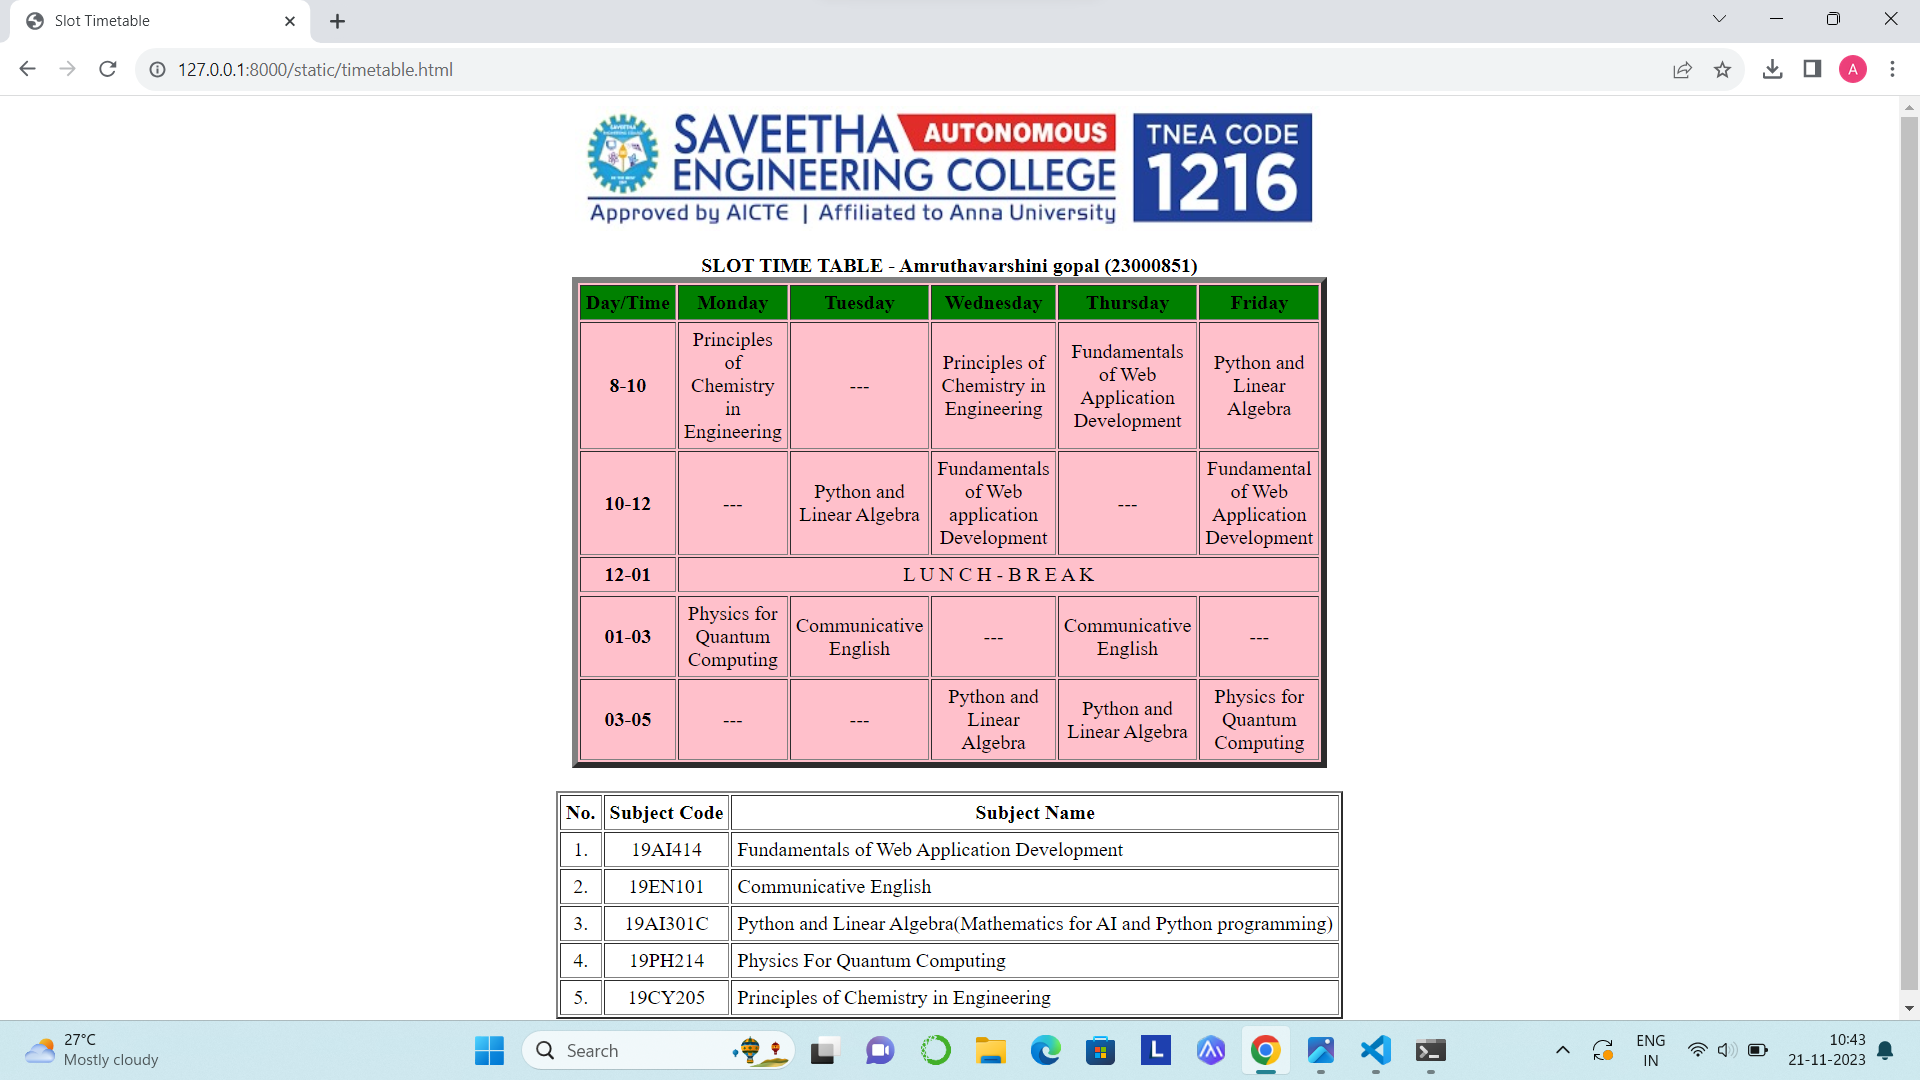 Slot Timetable
127.0.0.1:8000/static/timetable.html
A
SAVEETHA AUTONOMOUS
ENGINEERING COLLEGE
Approved by AICTE | Affiliated to Anna University
TNEA CODE
1216
SLOT TIME TABLE - Amruthavarshini gopal (23000851)
Day/Time Monday Tuesday Wednesday Thursday Friday
8-10
Principles
of
Chemistry
in
Engineering
---
Principles of
Chemistry in
Engineering
Fundamentals
of Web
Application
Development
Python and
Linear
Algebra
10-12
---
Python and
Linear Algebra
Fundamentals
of Web
application
Development
---
Fundamental
of Web
Application
Development
12-01
L U N C H - B R E A K
01-03
Physics for
Quantum
Computing
Communicative
English
---
Communicative
English
---
03-05
---
---
Python and
Linear
Algebra
Python and
Linear Algebra
Physics for
Quantum
Computing
No. Subject Code Subject Name
1. 19AI414 Fundamentals of Web Application Development
2. 19EN101 Communicative English
3. 19AI301C Python and Linear Algebra(Mathematics for AI and Python programming)
4. 19PH214 Physics For Quantum Computing
5. 19CY205 Principles of Chemistry in Engineering
27°C
Mostly cloudy
Search
L
ENG
IN
10:43
21-11-2023